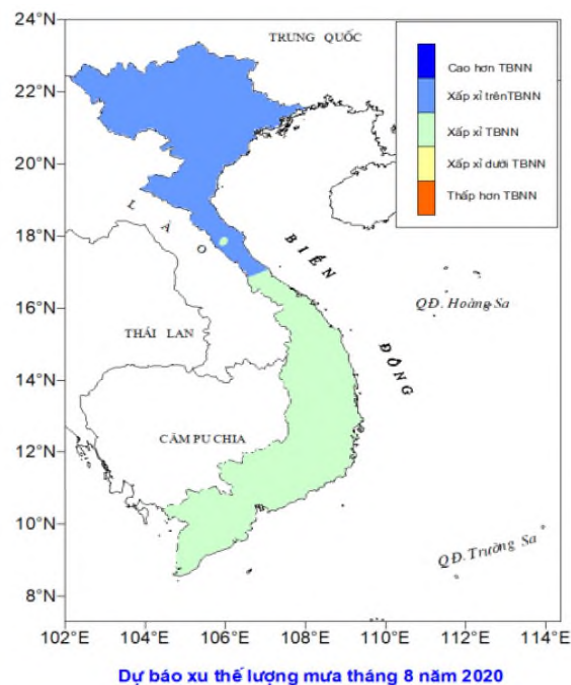 24°N
22°N
20°N
18°N
16°N
14°N
12°N
10°N
8°N
TRUNG QUỐC
Cao hơn TBNN
Xấp xỉ trênTBNN
Xấp xỉ TBNN
Xấp xỉ dưới TBNN
Thấp hơn TBNN
LÀO
BIỂN
ĐÔNG
QĐ. Hoàng Sa
THÁI LAN
CĂM PU CHIA
QĐ. Trường Sa
102°E 104°E 106°E 108°E 110°E 112°E 114°E
Dự báo xu thế lượng mưa tháng 8 năm 2020